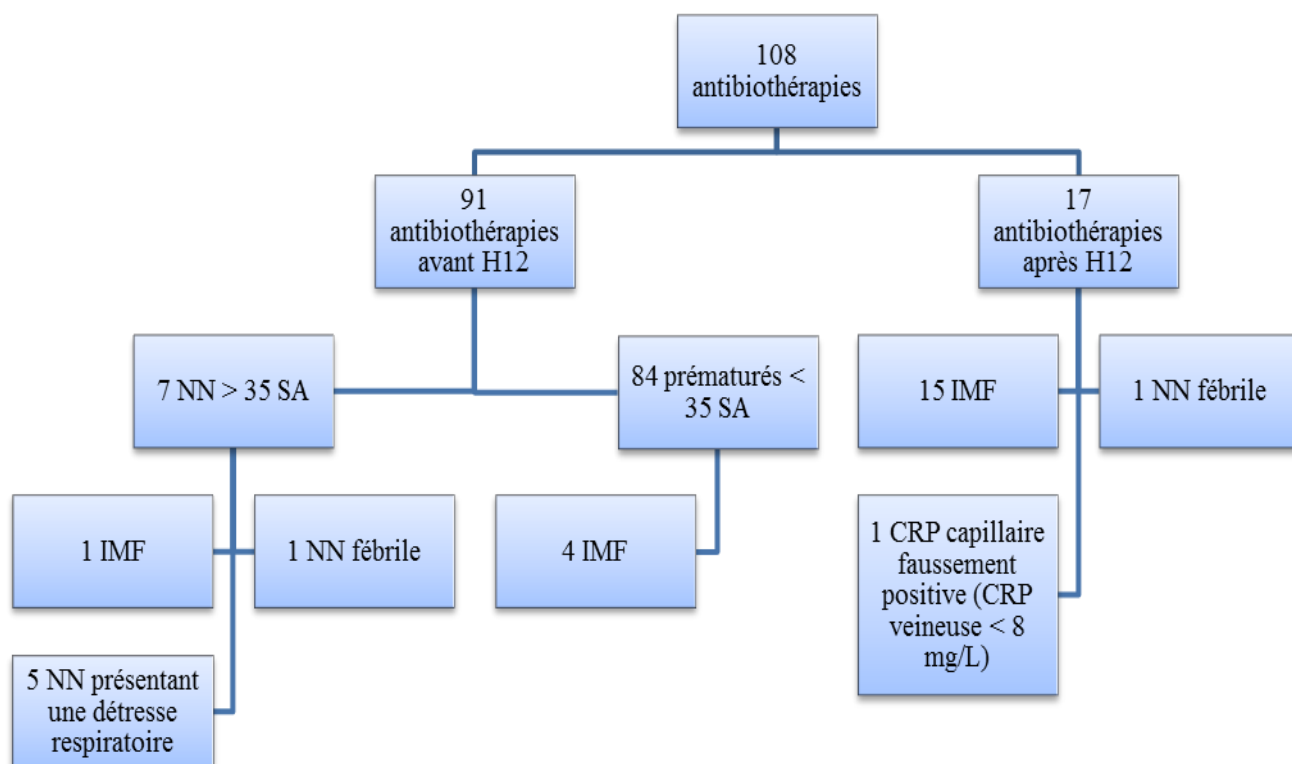 108
antibiothérapies
91
antibiothérapies
avant H12
17
antibiothérapies
après H12
7 NN > 35 SA
84 prématurés <
35 SA
15 IMF
1 NN fébrile
1 IMF
1 NN fébrile
4 IMF
1 CRP capillaire
faussement
positive (CRP
veineuse < 8
mg/L)
5 NN présentant
une détresse
respiratoire